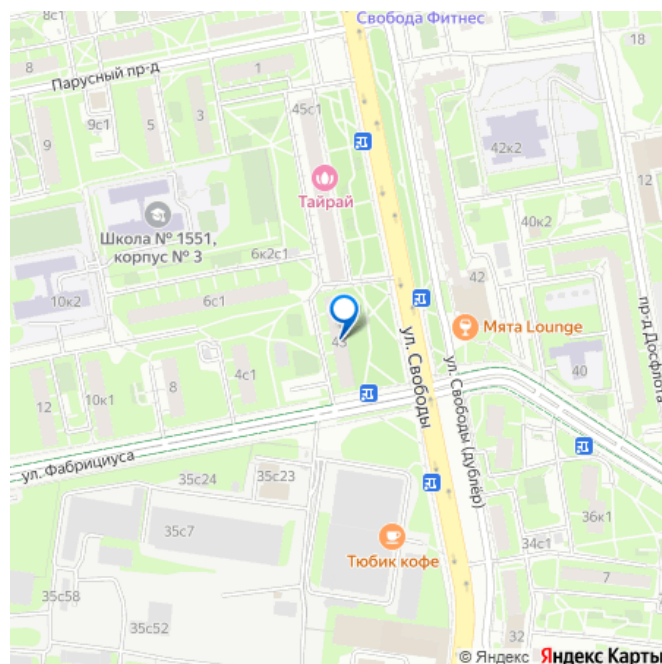 Свобода Фитнес
18
8
Парусный пр-д
1
9с1
5
3
45с1
9
42к2
12
Тайрай
Школа № 1551,
корпус № 3
6к2с1
40к2
10к2
6с1
42
пр-д Досфлота
43
ул. Свободы
Мята Lounge
ул. Свободы (дублёр)
40
4с1
8
10к1
12
ул. Фабрициуса
35с24
35с23
35с7
36к1
34с1
Тюбик кофе
7
35с58
35с52
32
© Яндекс Яндекс Карты